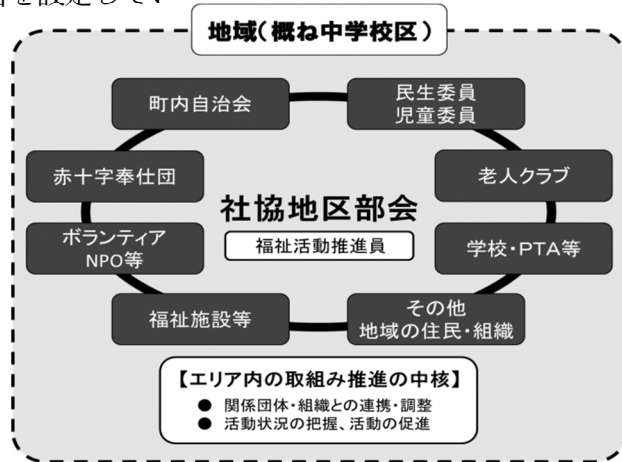 を設定して、
地域（概ね中学校区）
町内自治会
民生委員
児童委員
赤十字奉仕団
老人クラブ
社協地区部会
福祉活動推進員
ボランティア
NPO等
学校・PTA等
福祉施設等
その他
地域の住民・組織
【エリア内の取組み推進の中核】
● 関係団体・組織との連携・調整
● 活動状況の把握、活動の促進